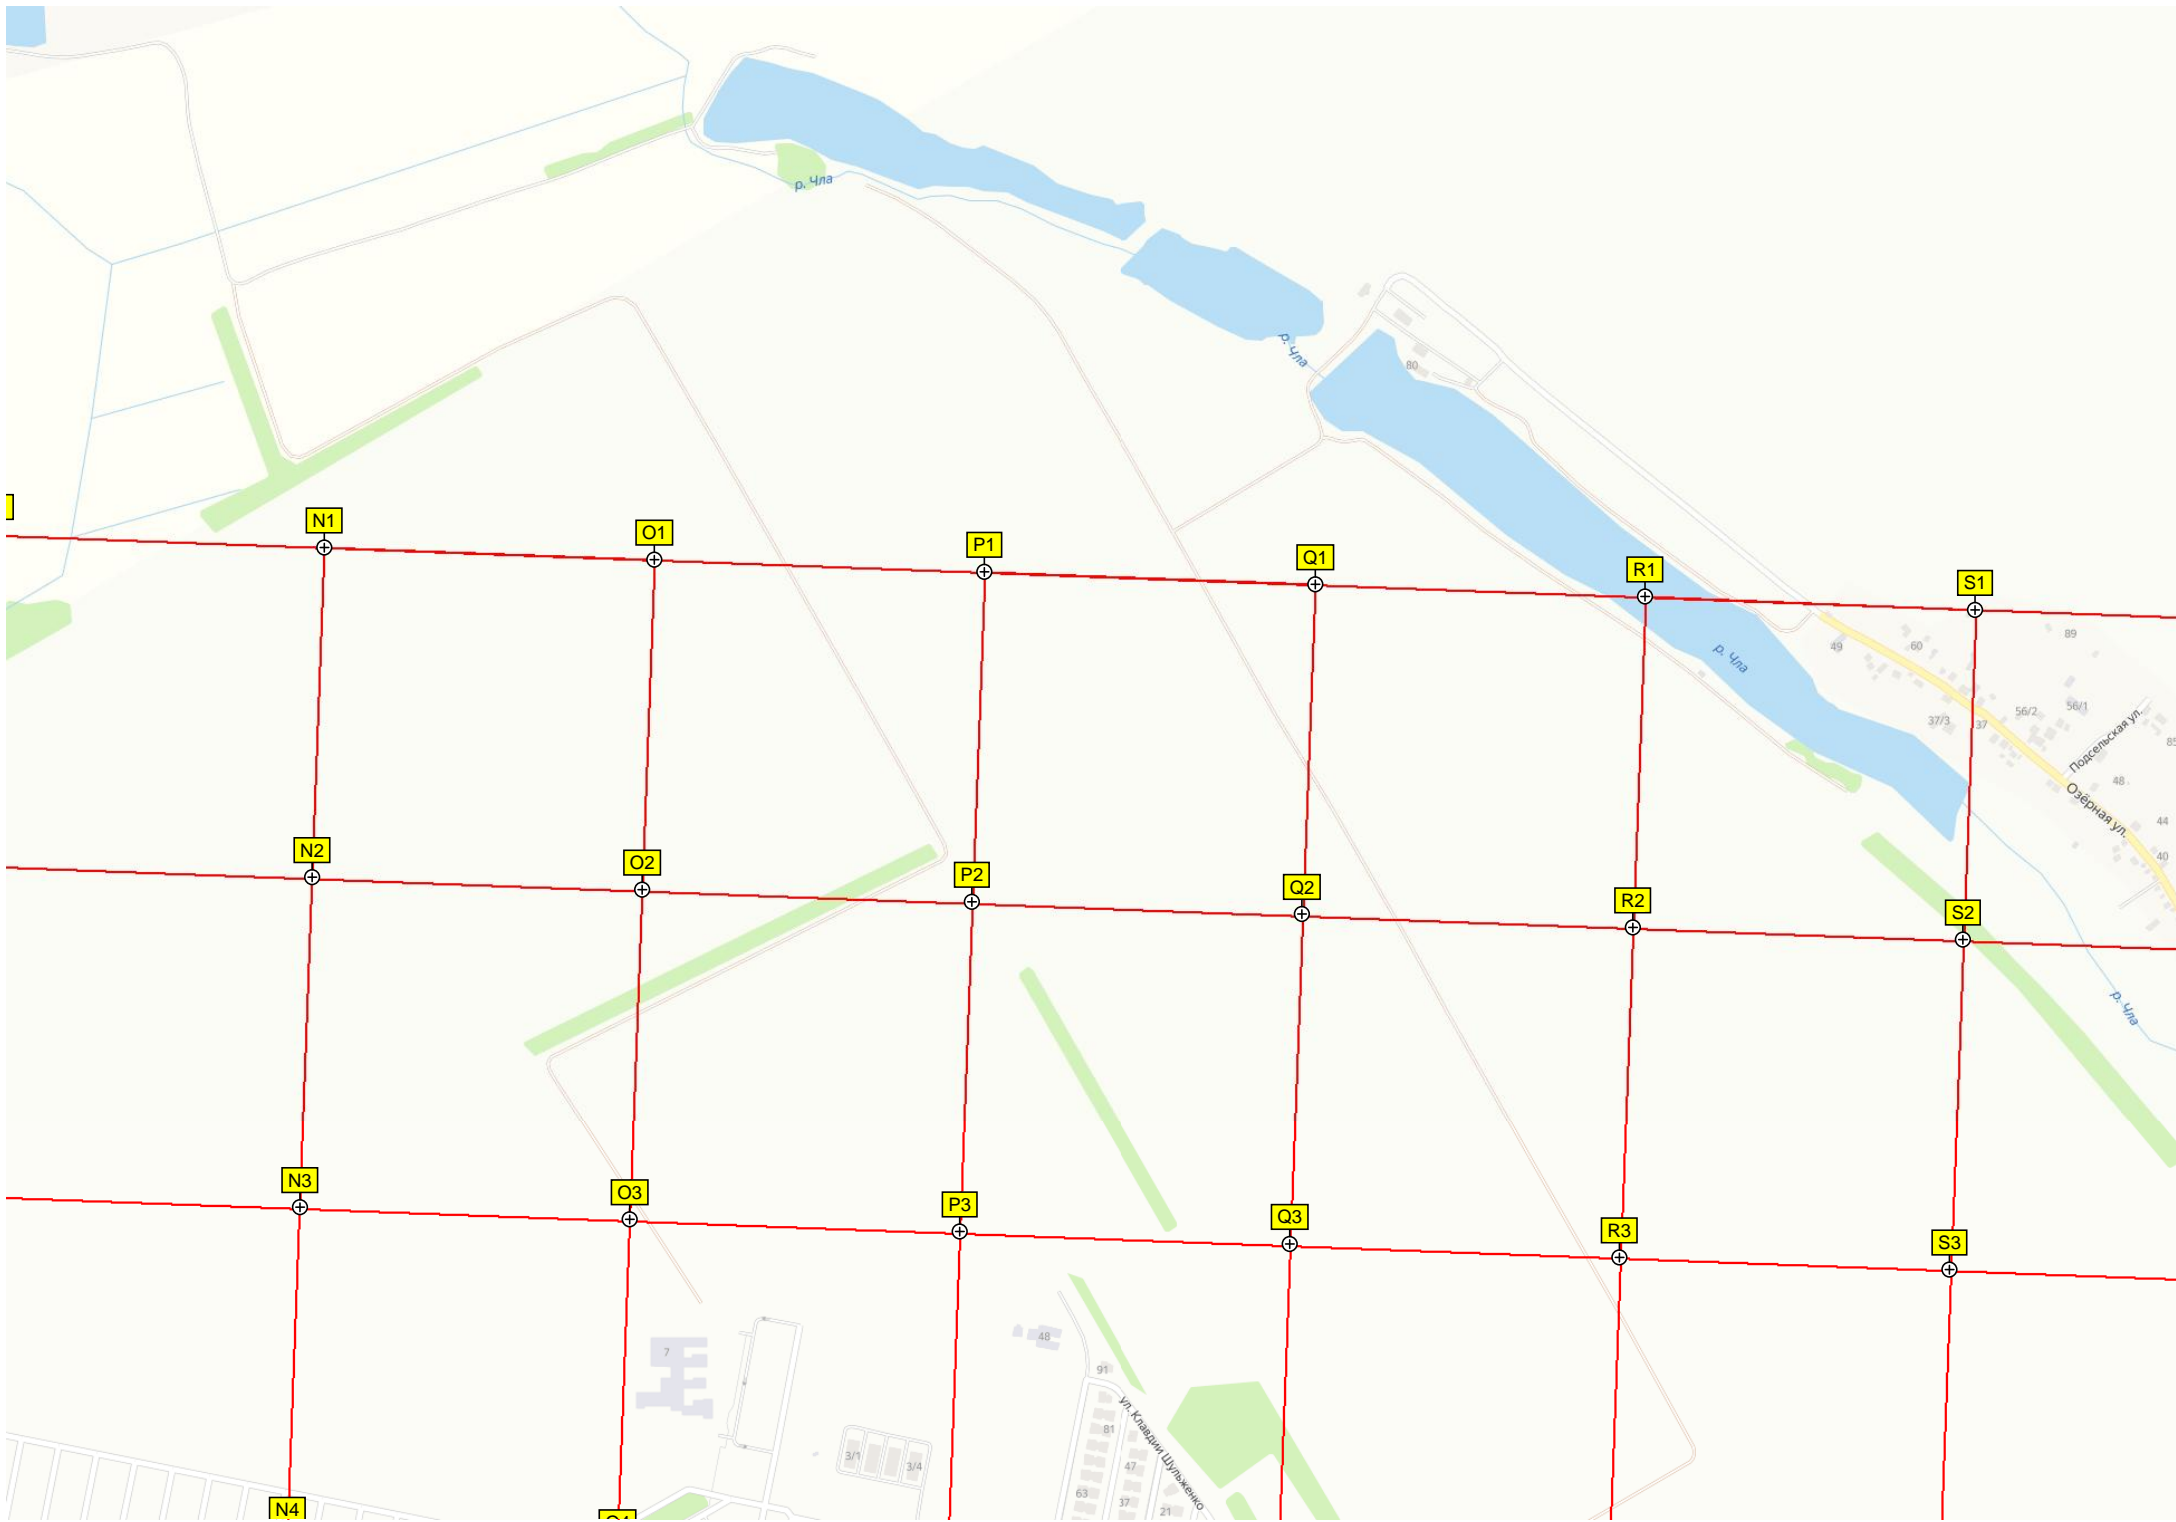 р. Чла
р. Чла
80
N1
O1
P1
Q1
R1
S1
89
49
60
р. Чла
56/2
56/1
37/3
37
Подсельская ул.
48
Озёрная ул.
44
40
N2
O2
P2
Q2
R2
S2
р. Чла
N3
O3
P3
Q3
R3
S3
7
48
91
ул. Клавдии Шульженко
81
3/1
3/4
47
63
37
21
N4